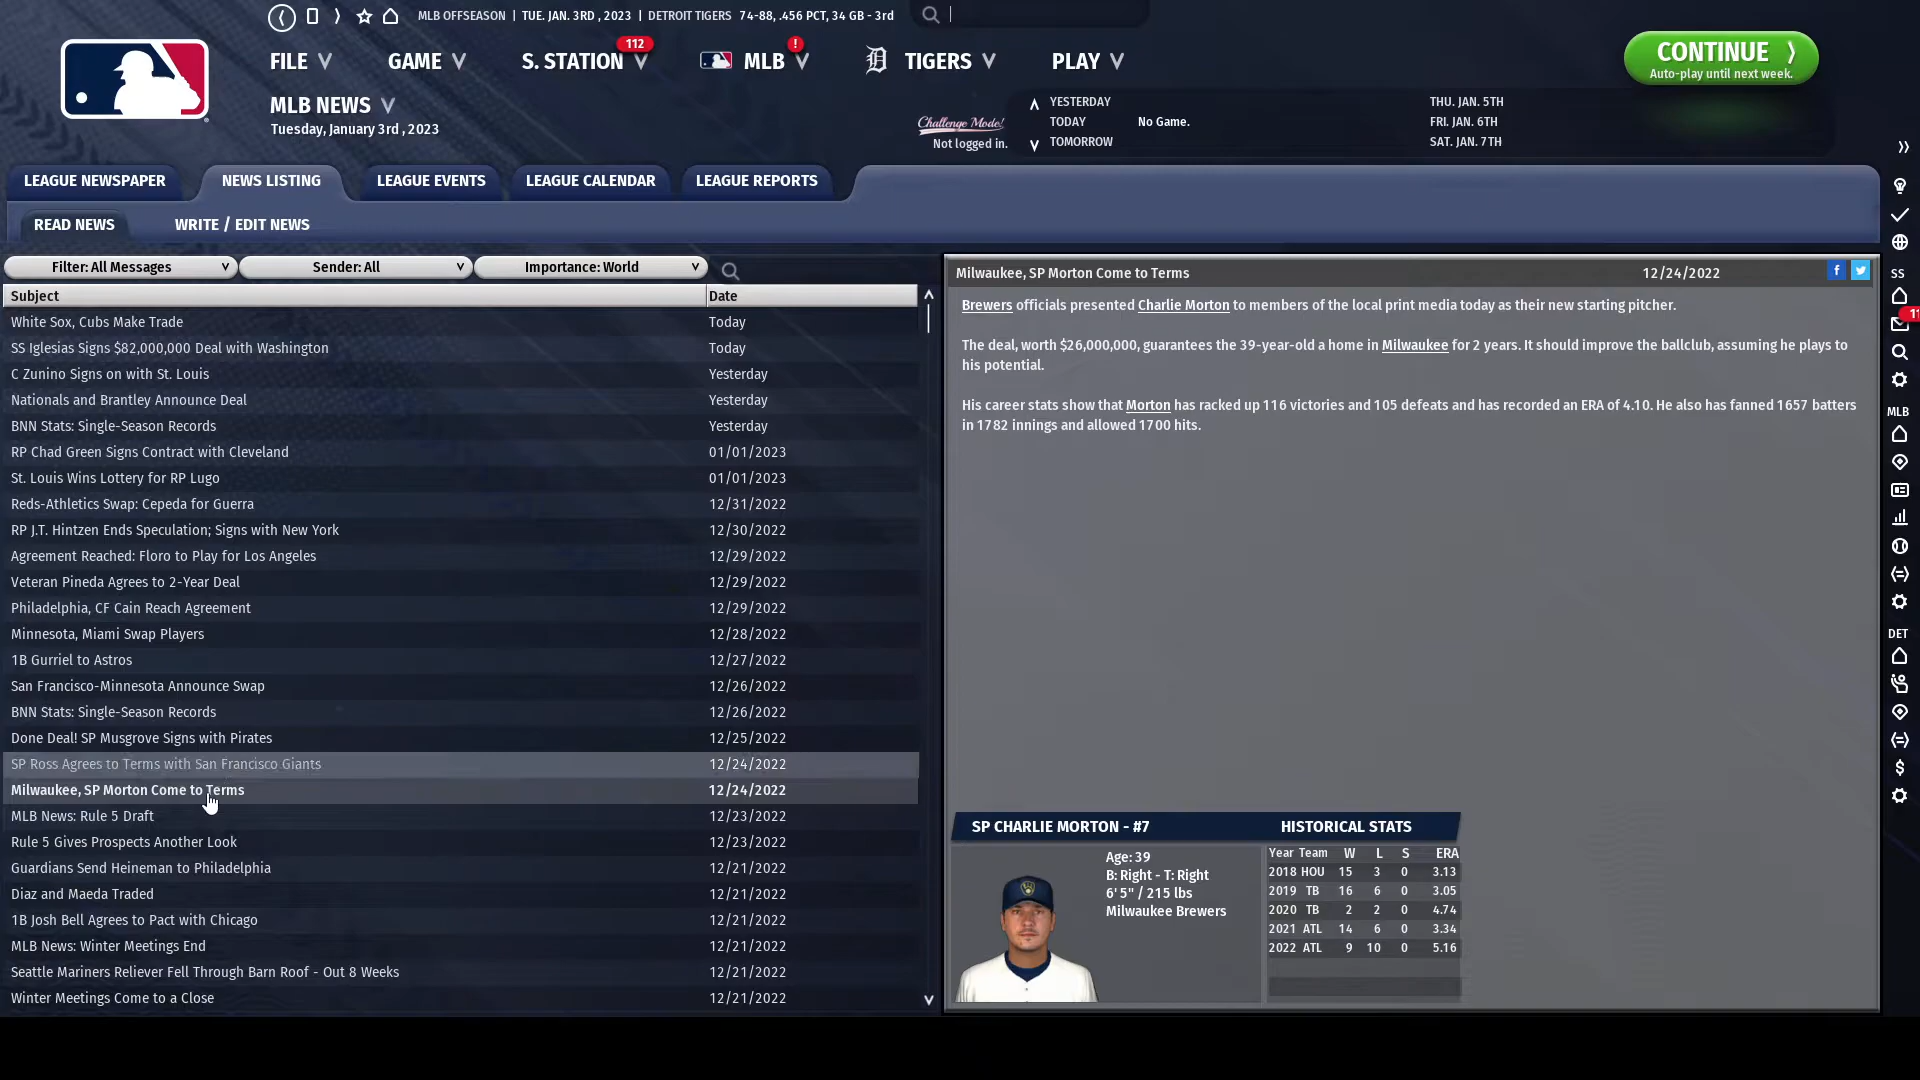 MLB OFFSEASON | TUE. JAN. 3RD , 2023 | DETROIT TIGERS 74-88, .456 PCT, 34 GB - 3rd
FILE GAME S. STATION 112 MLB ! TIGERS PLAY
CONTINUE
Auto-play until next week.
MLB NEWS
Tuesday, January 3rd , 2023
Challenge Mode!
Not logged in.
YESTERDAY
TODAY No Game.
TOMORROW
THU. JAN. 5TH
FRI. JAN. 6TH
SAT. JAN. 7TH
LEAGUE NEWSPAPER NEWS LISTING LEAGUE EVENTS LEAGUE CALENDAR LEAGUE REPORTS
READ NEWS WRITE / EDIT NEWS
Filter: All Messages Sender: All Importance: World
Subject Date
White Sox, Cubs Make Trade Today
SS Iglesias Signs $82,000,000 Deal with Washington Today
C Zunino Signs on with St. Louis Yesterday
Nationals and Brantley Announce Deal Yesterday
BNN Stats: Single-Season Records Yesterday
RP Chad Green Signs Contract with Cleveland 01/01/2023
St. Louis Wins Lottery for RP Lugo 01/01/2023
Reds-Athletics Swap: Cepeda for Guerra 12/31/2022
RP J.T. Hintzen Ends Speculation; Signs with New York 12/30/2022
Agreement Reached: Floro to Play for Los Angeles 12/29/2022
Veteran Pineda Agrees to 2-Year Deal 12/29/2022
Philadelphia, CF Cain Reach Agreement 12/29/2022
Minnesota, Miami Swap Players 12/28/2022
1B Gurriel to Astros 12/27/2022
San Francisco-Minnesota Announce Swap 12/26/2022
BNN Stats: Single-Season Records 12/26/2022
Done Deal! SP Musgrove Signs with Pirates 12/25/2022
SP Ross Agrees to Terms with San Francisco Giants 12/24/2022
Milwaukee, SP Morton Come to Terms 12/24/2022
MLB News: Rule 5 Draft 12/23/2022
Rule 5 Gives Prospects Another Look 12/23/2022
Guardians Send Heineman to Philadelphia 12/21/2022
Diaz and Maeda Traded 12/21/2022
1B Josh Bell Agrees to Pact with Chicago 12/21/2022
MLB News: Winter Meetings End 12/21/2022
Seattle Mariners Reliever Fell Through Barn Roof - Out 8 Weeks 12/21/2022
Winter Meetings Come to a Close 12/21/2022
Milwaukee, SP Morton Come to Terms 12/24/2022
Brewers officials presented Charlie Morton to members of the local print media today as their new starting pitcher.
The deal, worth $26,000,000, guarantees the 39-year-old a home in Milwaukee for 2 years. It should improve the ballclub, assuming he plays to
his potential.
His career stats show that Morton has racked up 116 victories and 105 defeats and has recorded an ERA of 4.10. He also has fanned 1657 batters
in 1782 innings and allowed 1700 hits.
SP CHARLIE MORTON - #7 HISTORICAL STATS
Age: 39
B: Right - T: Right
6' 5" / 215 lbs
Milwaukee Brewers
Year Team W L S ERA
2018 HOU 15 3 0 3.13
2019 TB 16 6 0 3.05
2020 TB 2 2 0 4.74
2021 ATL 14 6 0 3.34
2022 ATL 9 10 0 5.16
SS
11
MLB
DET
$